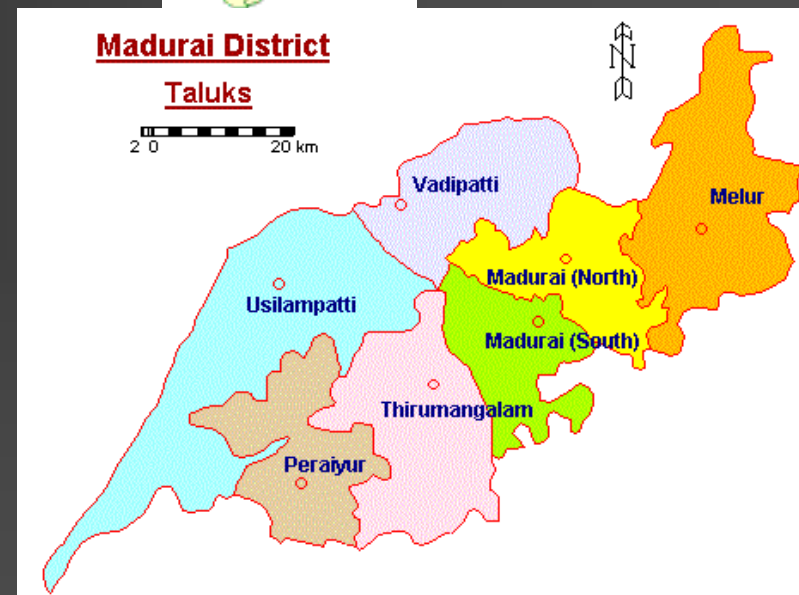 Madurai District
Taluks
2 0 20 km
N
Vadipatti
Melur
Madurai (North)
Usilampatti
Madurai (South)
Thirumangalam
Peraiyur